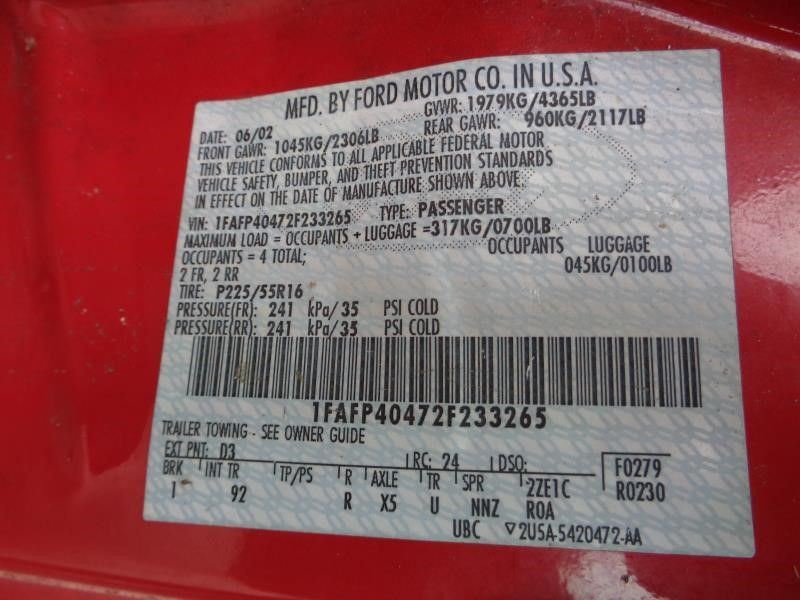 MFD. BY FORD MOTOR CO. IN U.S.A.
DATE: 06/02 GVWR: 1979KG/4365LB
FRONT GAWR: 1045KG/2306LB REAR GAWR: 960KG/2117LB
THIS VEHICLE CONFORMS TO ALL APPLICABLE FEDERAL MOTOR
VEHICLE SAFETY, BUMPER, AND THEFT PREVENTION STANDARDS
IN EFFECT ON THE DATE OF MANUFACTURE SHOWN ABOVE.
VIN: 1FAFP40472F233265 TYPE: PASSENGER
MAXIMUM LOAD = OCCUPANTS + LUGGAGE =317KG/0700LB
OCCUPANTS = 4 TOTAL; OCCUPANTS LUGGAGE
2 FR, 2 RR 045KG/0100LB
TIRE: P225/55R16
PRESSURE(FR): 241 kPa/35 PSI COLD
PRESSURE(RR): 241 kPa/35 PSI COLD
1FAFP40472F233265
TRAILER TOWING - SEE OWNER GUIDE
EXT PNT: D3 RC: 24 DSO: F0279
BRK INT TR TP/PS R AXLE TR SPR 2ZE1C R0230
1 92 R X5 U NNZ ROA
UBC ▽2U5A-5420472-AA